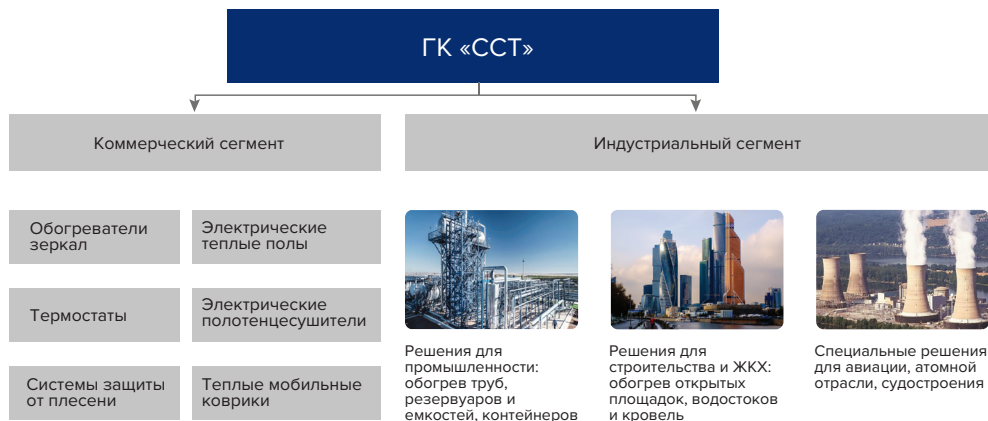 ГК «ССТ»
Коммерческий сегмент
Индустриальный сегмент
Обогреватели
зеркал
Электрические
теплые полы
Термостаты
Электрические
полотенцесушители
Системы защиты
от плесени
Теплые мобильные
коврики
Решения для
промышленности:
обогрев труб,
резервуаров и
емкостей, контейнеров
Решения для
строительства и ЖКХ:
обогрев открытых
площадок, водостоков
и кровель
Специальные решения
для авиации, атомной
отрасли, судостроения